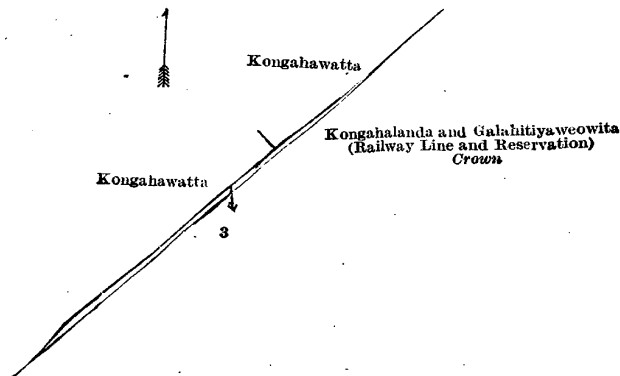 Kongahawatta
Kongahalanda and Galahitiyaweowita
(Railway Line and Reservation)
Crown
Kongahawatta
3